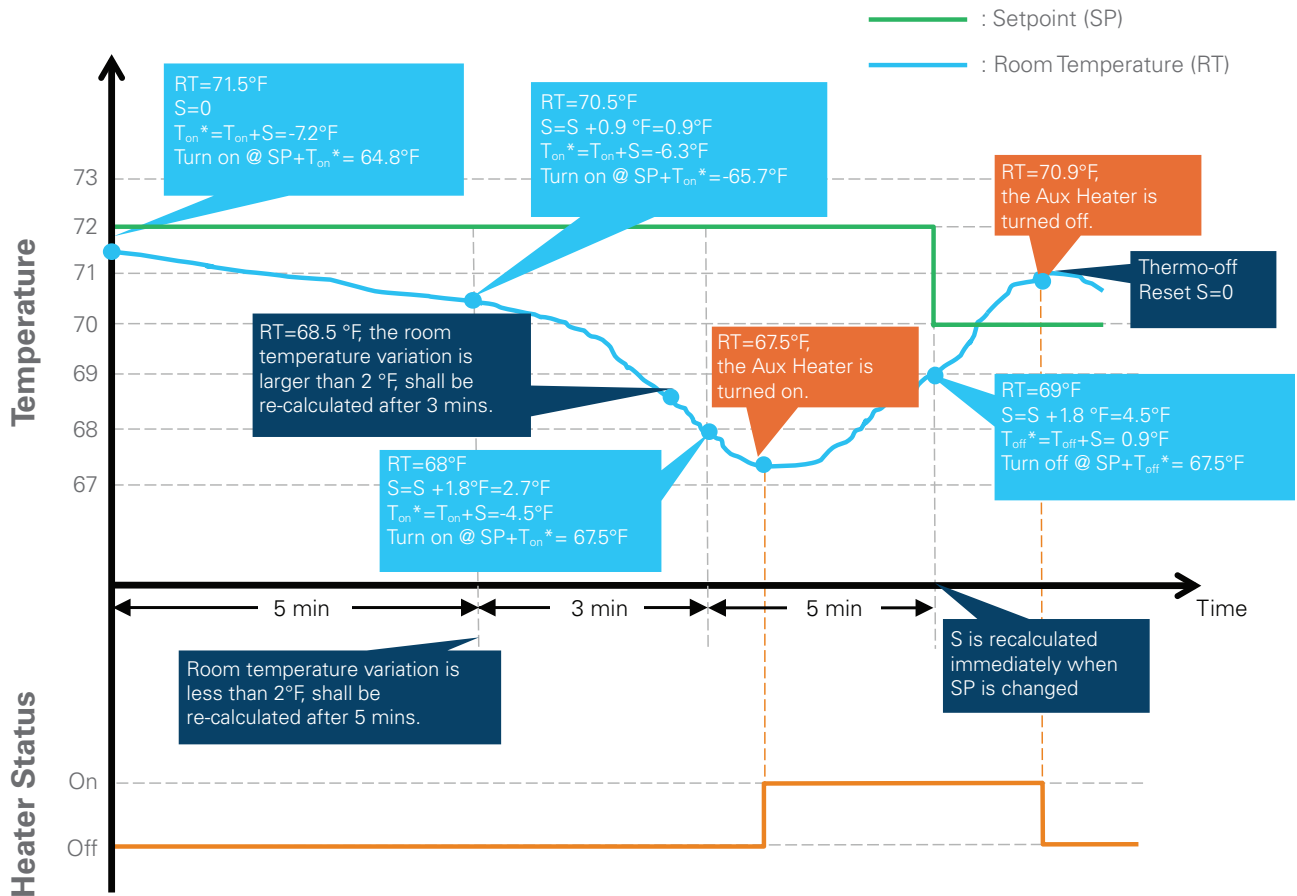 : Setpoint (SP)
: Room Temperature (RT)
Temperature
73
72
71
70
69
68
67
RT=71.5°F
S=0
Ton*=Ton+S=-7.2°F
Turn on @ SP+Ton*= 64.8°F
RT=70.5°F
S=S +0.9 °F=0.9°F
Ton*=Ton+S=-6.3°F
Turn on @ SP+Ton*=-65.7°F
RT=70.9°F,
the Aux Heater is
turned off.
Thermo-off
Reset S=0
RT=68.5 °F, the room
temperature variation is
larger than 2 °F, shall be
re-calculated after 3 mins.
RT=67.5°F,
the Aux Heater is
turned on.
RT=69°F
S=S +1.8 °F=4.5°F
Toff*=Toff+S= 0.9°F
Turn off @ SP+Toff*= 67.5°F
RT=68°F
S=S +1.8°F=2.7°F
Ton*=Ton+S=-4.5°F
Turn on @ SP+Ton*= 67.5°F
5 min
3 min
5 min
Time
Room temperature variation is
less than 2°F, shall be
re-calculated after 5 mins.
S is recalculated
immediately when
SP is changed
Heater Status
On
Off